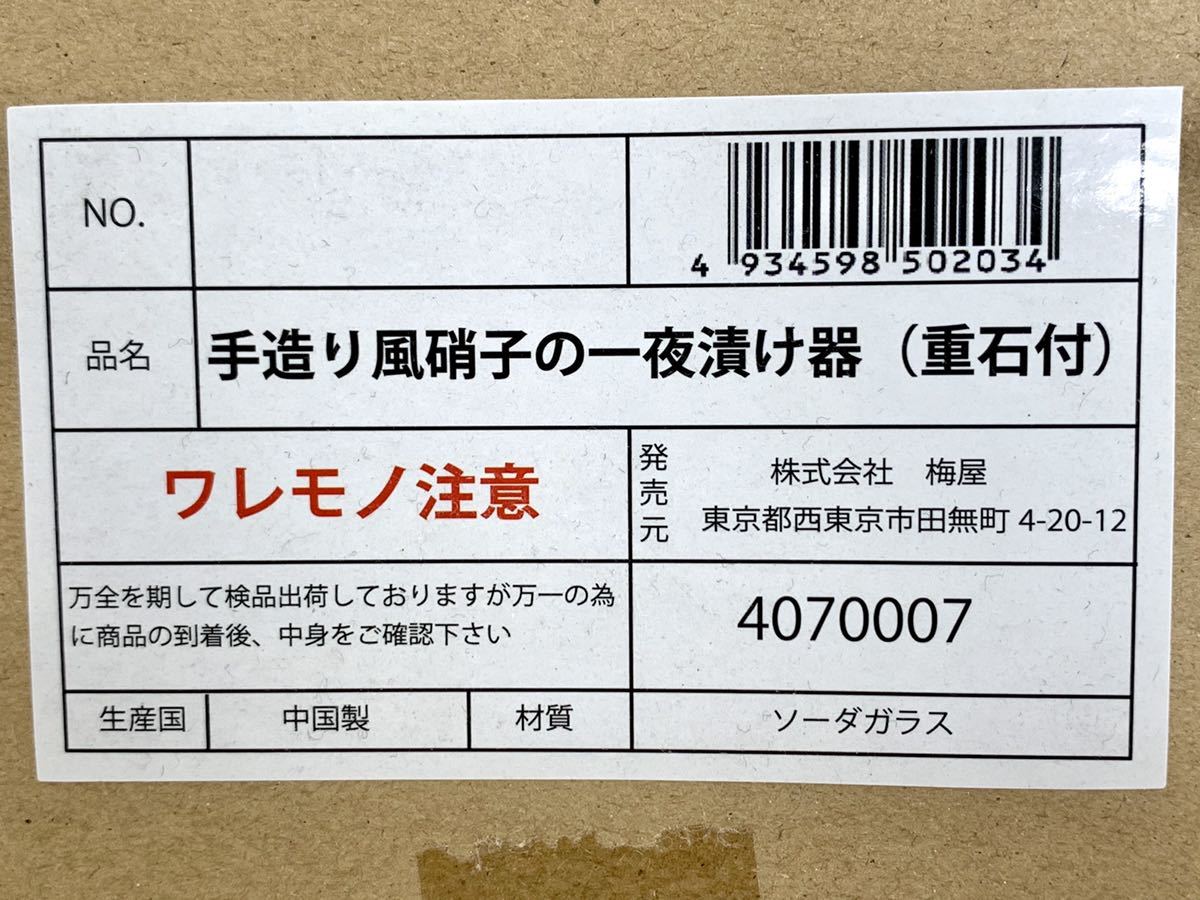 NO.
4 934598 502034
品名
手造り風硝子の一夜漬け器（重石付）
ワレモノ注意
発売元
株式会社　梅屋
東京都西東京市田無町 4-20-12
万全を期して検品出荷しておりますが万一の為
に商品の到着後、中身をご確認下さい
4070007
生産国
中国製
材質
ソーダガラス